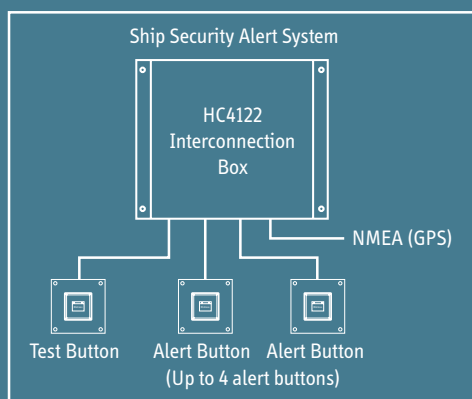 Ship Security Alert System
HC4122
Interconnection
Box
NMEA (GPS)
Test Button
Alert Button
Alert Button
(Up to 4 alert buttons)